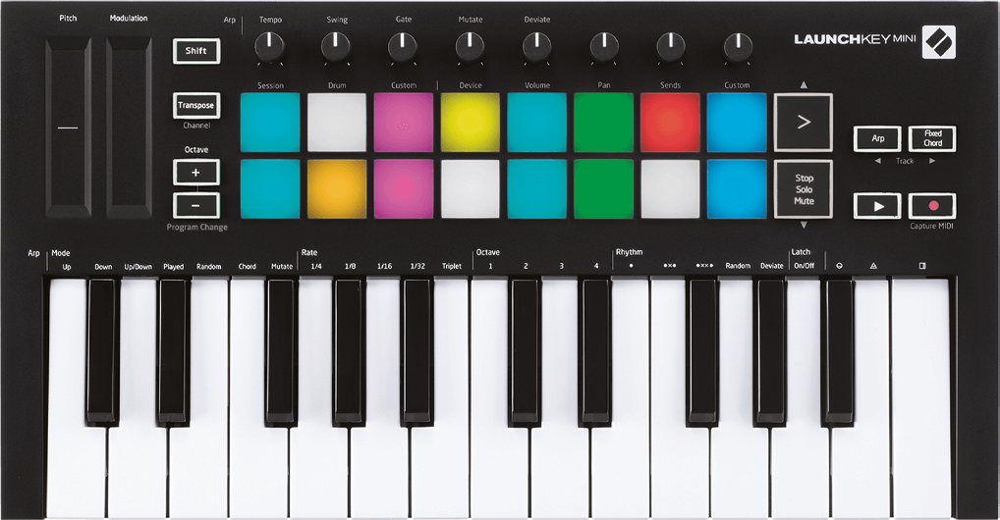 Pitch
Modulation
Arp
Tempo
Swing
Gate
Mutate
Deviate
LAUNCHKEY MINI
Shift
Session
Drum
Custom
Device
Volume
Pan
Sends
Custom
Transpose
Channel
>
Arp
Fixed
Chord
Track
Octave
+
-
Program Change
Stop
Solo
Mute
Capture MIDI
Arp
Mode
Rate
Octave
Rhythm
Latch
Up
Down
Up/Down
Played
Random
Chord
Mutate
1/4
1/8
1/16
1/32
Triplet
1
2
3
4
Random
Deviate
On/Off